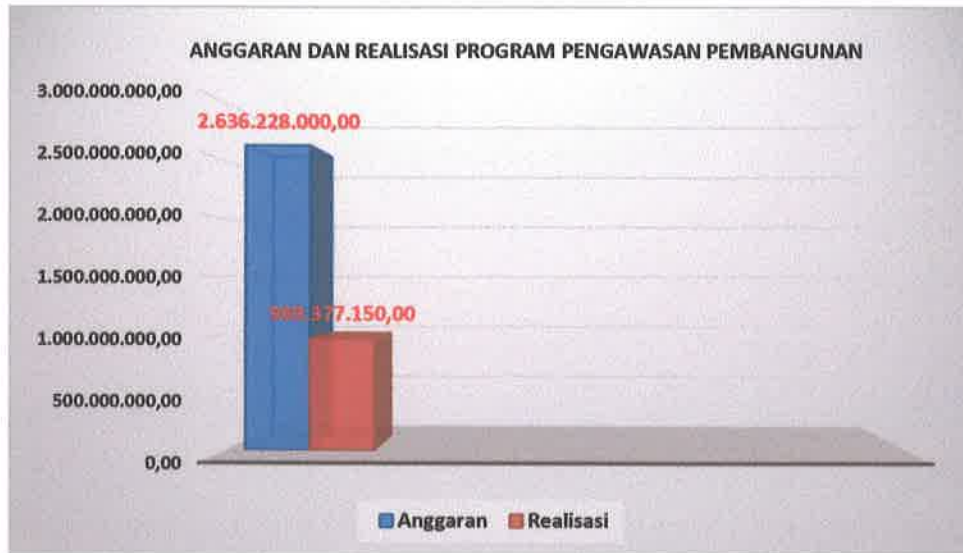 ANGGARAN DAN REALISASI PROGRAM PENGAWASAN PEMBANGUNAN
3.000.000.000,00
2.636.228.000,00
2.500.000.000,00
2.000.000.000,00
1.500.000.000,00
1.000.000.000,00
500.000.000,00
0,00
Anggaran
Realisasi